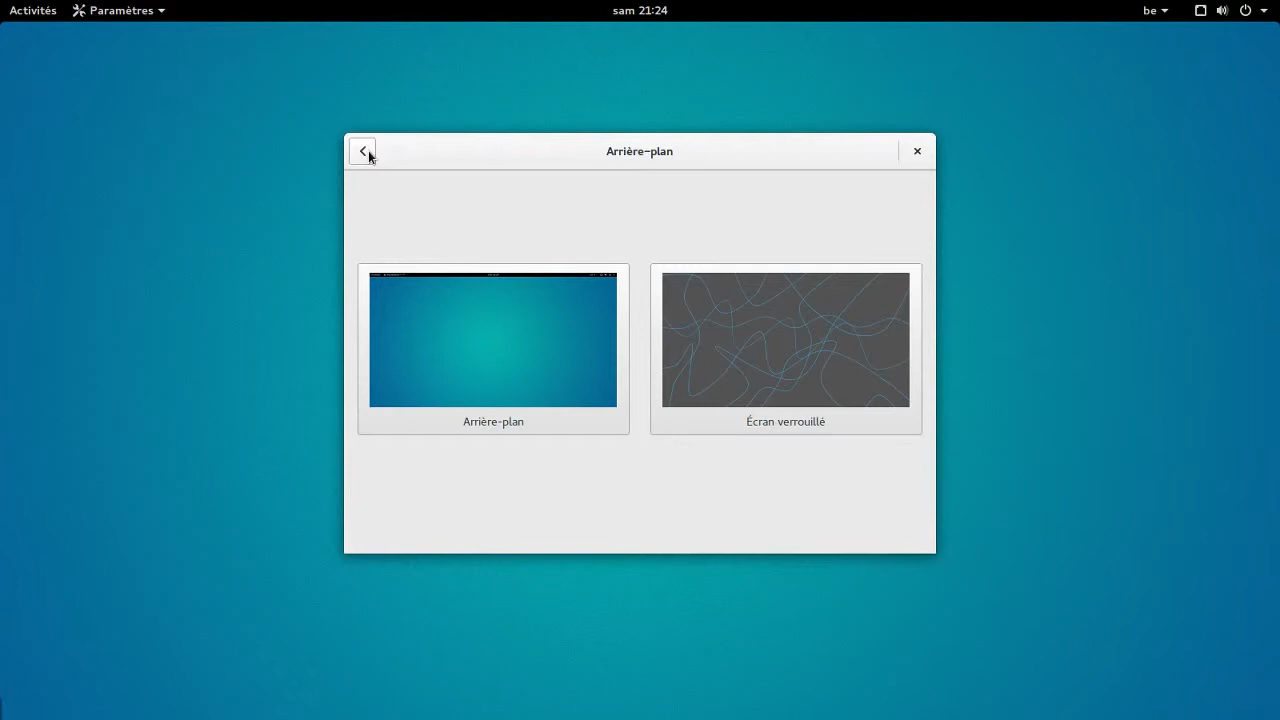 Activités Paramètres sam 21:24 be
Arrière-plan
Arrière-plan Écran verrouillé